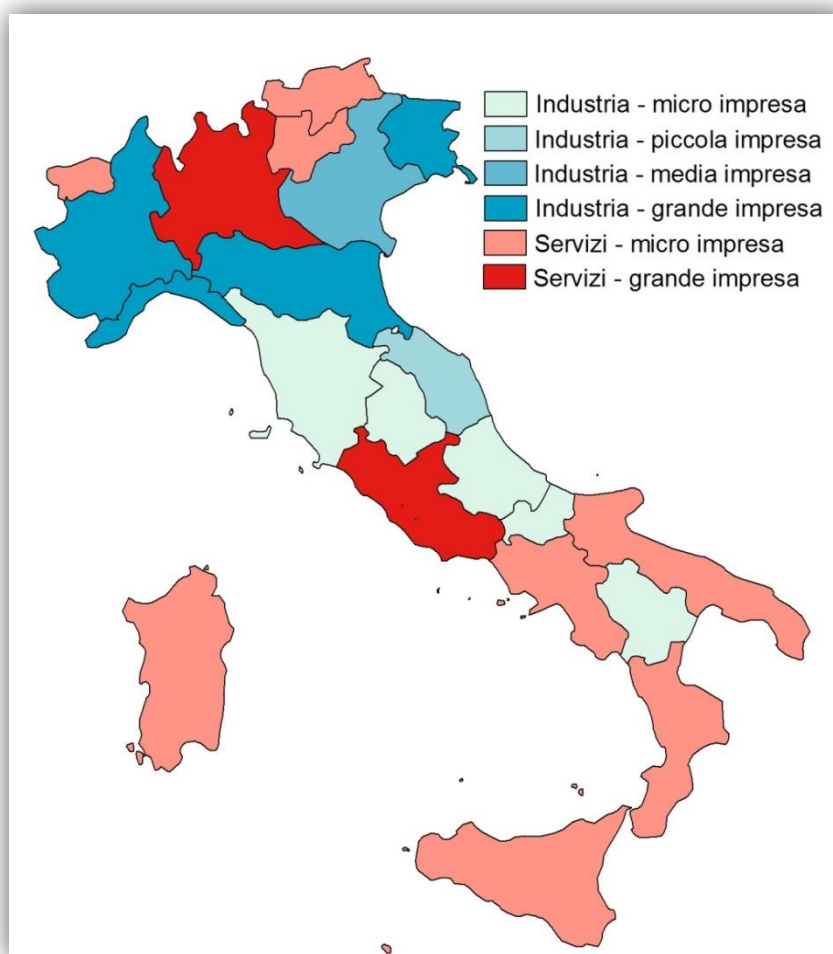 Industria - micro impresa
Industria - piccola impresa
Industria - media impresa
Industria - grande impresa
Servizi - micro impresa
Servizi - grande impresa